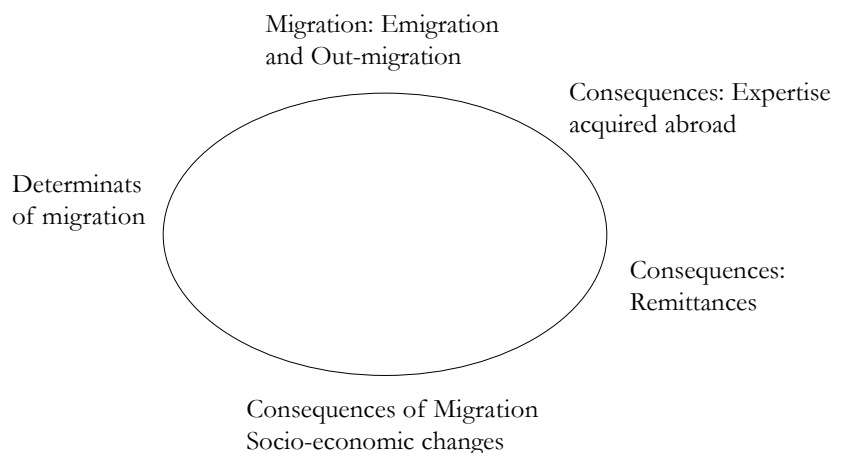 Migration: Emigration
and Out-migration
Consequences: Expertise
acquired abroad
Determinats
of migration
Consequences:
Remittances
Consequences of Migration
Socio-economic changes